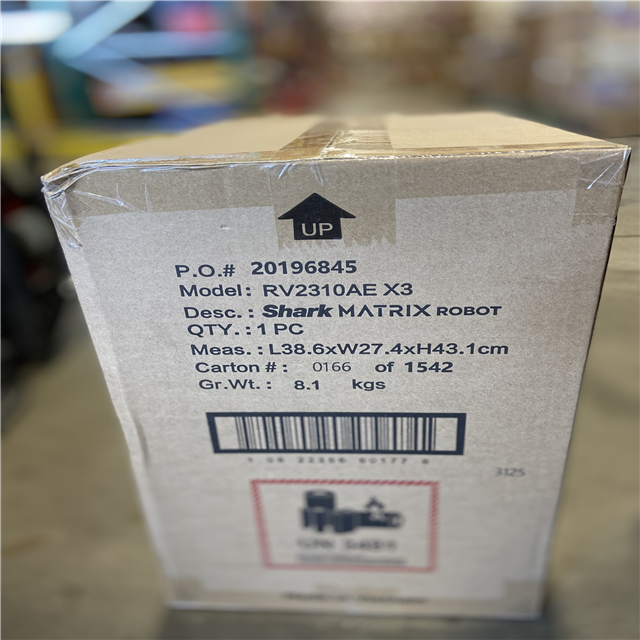 UP
P.O.# 20196845
Model: RV2310AE X3
Desc.: Shark MATRIX ROBOT
QTY.: 1 PC
Meas.: L38.6xW27.4xH43.1cm
Carton #: 0166 of 1542
Gr.Wt.: 8.1 kgs
3125